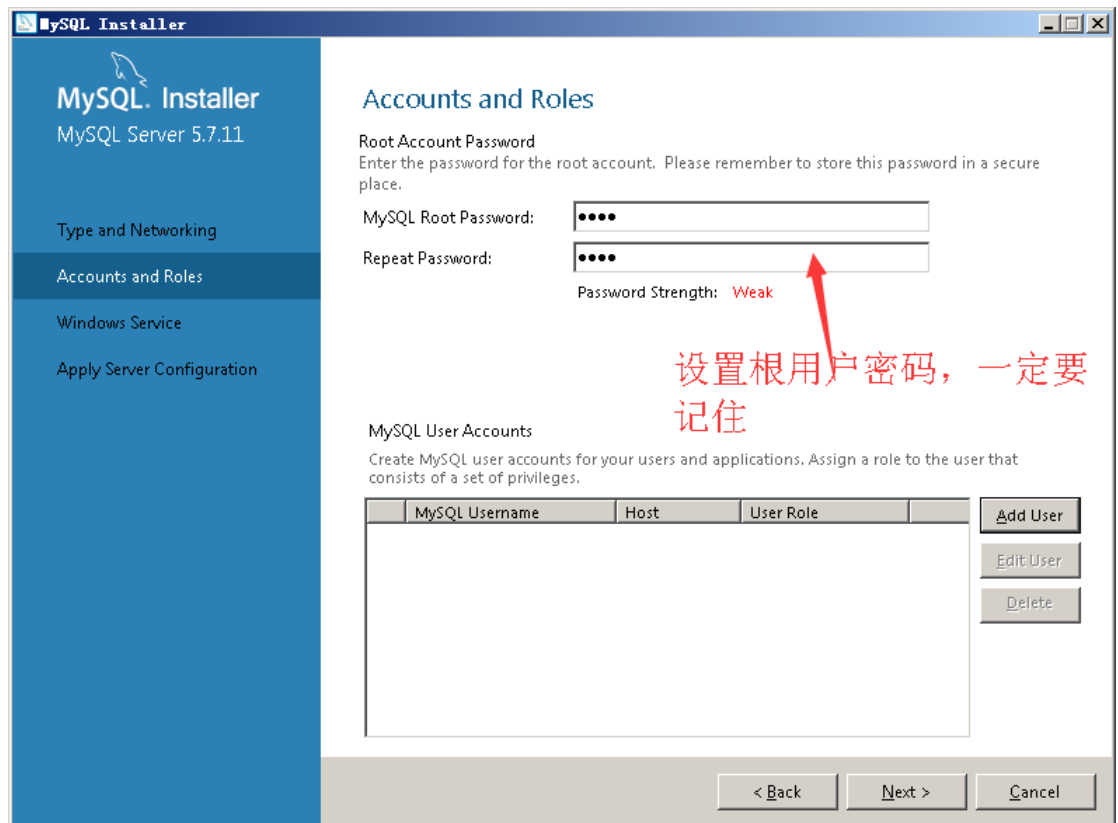 MySQL Installer
MySQL. Installer
MySQL Server 5.7.11
Type and Networking
Accounts and Roles
Windows Service
Apply Server Configuration
Accounts and Roles
Root Account Password
Enter the password for the root account.  Please remember to store this password in a secure
place.
MySQL Root Password:
●●●●
Repeat Password:
●●●●
Password Strength: Weak
设置根用户密码，一定要
记住
MySQL User Accounts
Create MySQL user accounts for your users and applications. Assign a role to the user that
consists of a set of privileges.
MySQL Username Host User Role
Add User
Edit User
Delete
< Back Next > Cancel